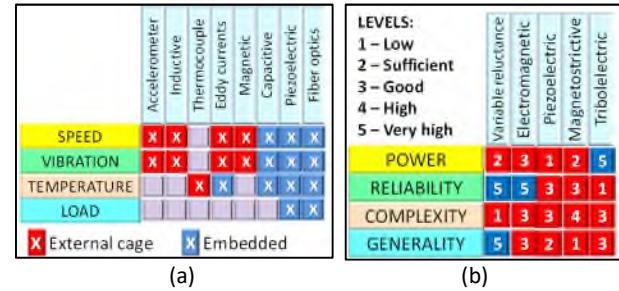 Accelerometer
Inductive
Thermocouple
Eddy currents
Magnetic
Capacitive
Piezoelectric
Fiber optics
SPEED X X X X X X X
VIBRATION X X X X X X X
TEMPERATURE X X X X X
LOAD X X
X External cage X Embedded
(a)
LEVELS:
1 – Low
2 – Sufficient
3 – Good
4 – High
5 – Very high
Variable reluctance
Electromagnetic
Piezoelectric
Magnetostrictive
Tribolelectric
POWER 2 3 1 2 5
RELIABILITY 5 5 3 3 1
COMPLEXITY 1 3 3 4 3
GENERALITY 5 3 2 1 3
(b)